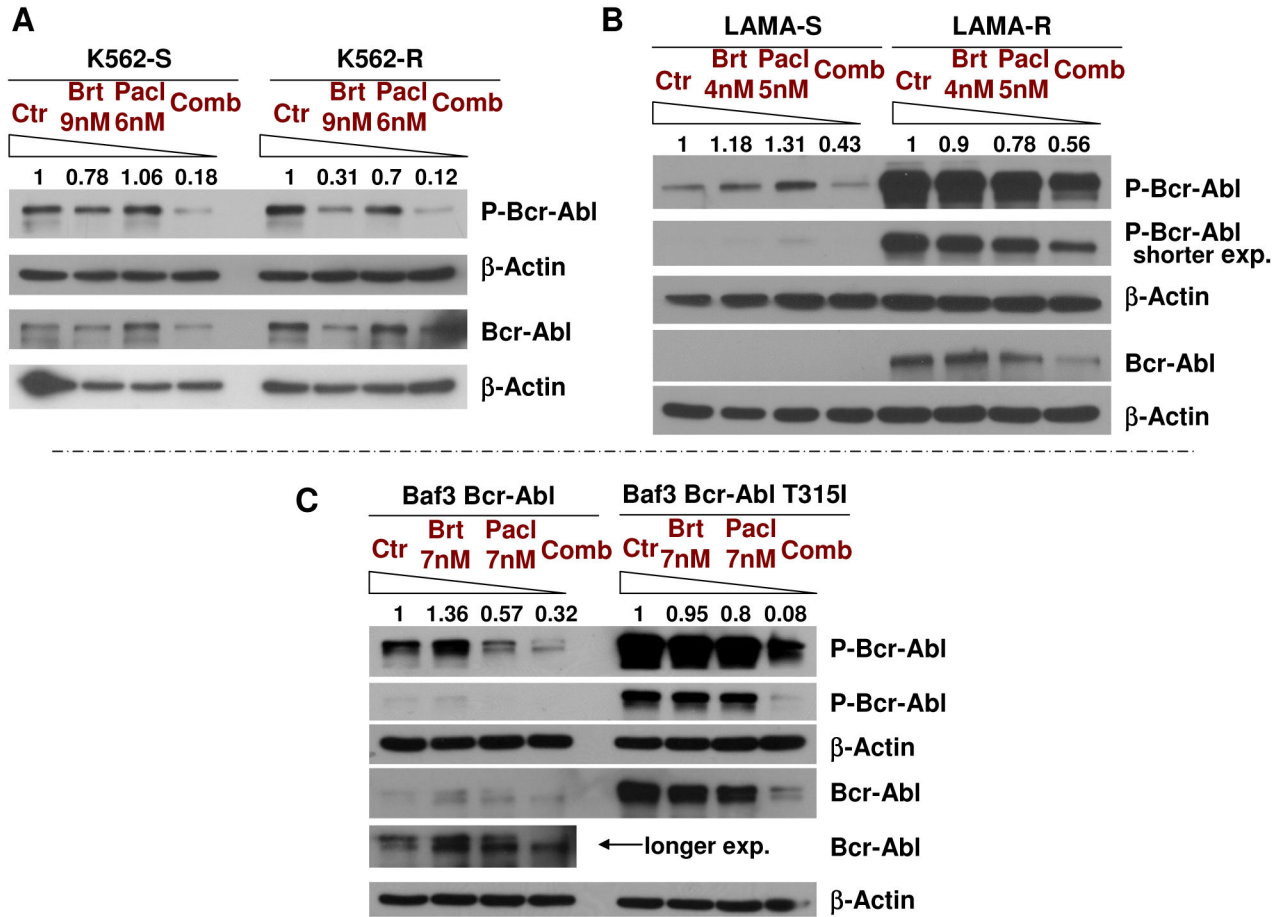 A
K562-S K562-R
Ctr Brt 9nM Pacl 6nM Comb Ctr Brt 9nM Pacl 6nM Comb
1 0.78 1.06 0.18 1 0.31 0.7 0.12
P-Bcr-Abl
β-Actin
Bcr-Abl
β-Actin
B
LAMA-S LAMA-R
Ctr Brt 4nM Pacl 5nM Comb Ctr Brt 4nM Pacl 5nM Comb
1 1.18 1.31 0.43 1 0.9 0.78 0.56
P-Bcr-Abl
P-Bcr-Abl
shorter exp.
β-Actin
Bcr-Abl
β-Actin
C
Baf3 Bcr-Abl Baf3 Bcr-Abl T315I
Ctr Brt 7nM Pacl 7nM Comb Ctr Brt 7nM Pacl 7nM Comb
1 1.36 0.57 0.32 1 0.95 0.8 0.08
P-Bcr-Abl
P-Bcr-Abl
β-Actin
Bcr-Abl
longer exp. Bcr-Abl
β-Actin